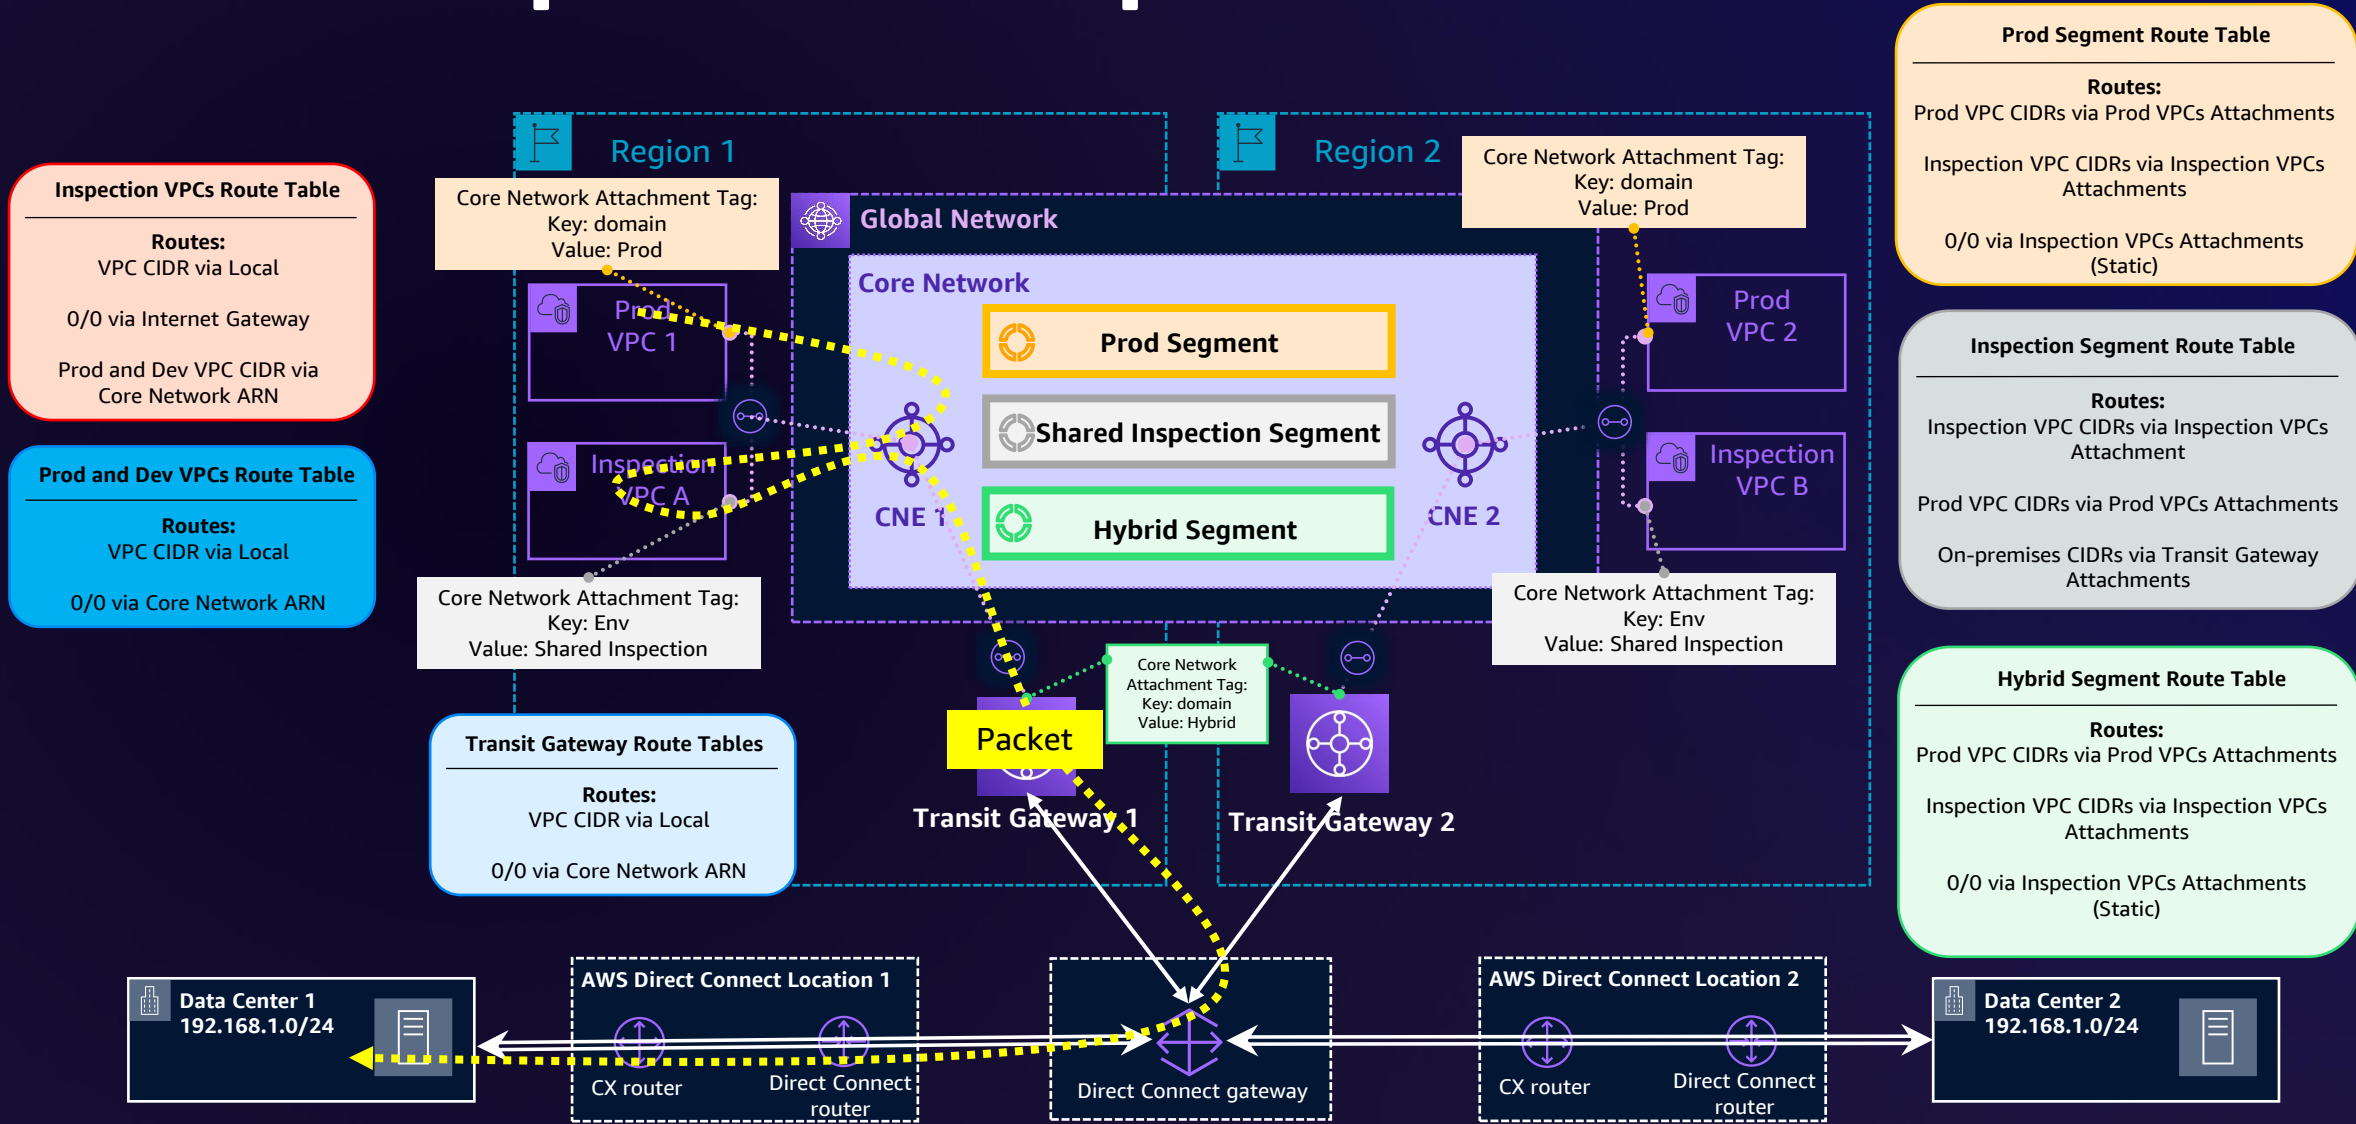 Inspection VPCs Route Table
Routes:
VPC CIDR via Local
0/0 via Internet Gateway
Prod and Dev VPC CIDR via
Core Network ARN
Prod and Dev VPCs Route Table
Routes:
VPC CIDR via Local
0/0 via Core Network ARN
Region 1
Core Network Attachment Tag:
Key: domain
Value: Prod
Prod
VPC 1
Inspection
VPC A
Core Network Attachment Tag:
Key: Env
Value: Shared Inspection
Global Network
Core Network
Prod Segment
Shared Inspection Segment
Hybrid Segment
CNE 1
CNE 2
Region 2
Core Network Attachment Tag:
Key: domain
Value: Prod
Prod
VPC 2
Inspection
VPC B
Core Network Attachment Tag:
Key: Env
Value: Shared Inspection
Core Network
Attachment Tag:
Key: domain
Value: Hybrid
Packet
Transit Gateway 1
Transit Gateway 2
Transit Gateway Route Tables
Routes:
VPC CIDR via Local
0/0 via Core Network ARN
Prod Segment Route Table
Routes:
Prod VPC CIDRs via Prod VPCs Attachments
Inspection VPC CIDRs via Inspection VPCs
Attachments
0/0 via Inspection VPCs Attachments
(Static)
Inspection Segment Route Table
Routes:
Inspection VPC CIDRs via Inspection VPCs
Attachment
Prod VPC CIDRs via Prod VPCs Attachments
On-premises CIDRs via Transit Gateway
Attachments
Hybrid Segment Route Table
Routes:
Prod VPC CIDRs via Prod VPCs Attachments
Inspection VPC CIDRs via Inspection VPCs
Attachments
0/0 via Inspection VPCs Attachments
(Static)
Data Center 1
192.168.1.0/24
AWS Direct Connect Location 1
CX router
Direct Connect
router
Direct Connect gateway
AWS Direct Connect Location 2
CX router
Direct Connect
router
Data Center 2
192.168.1.0/24